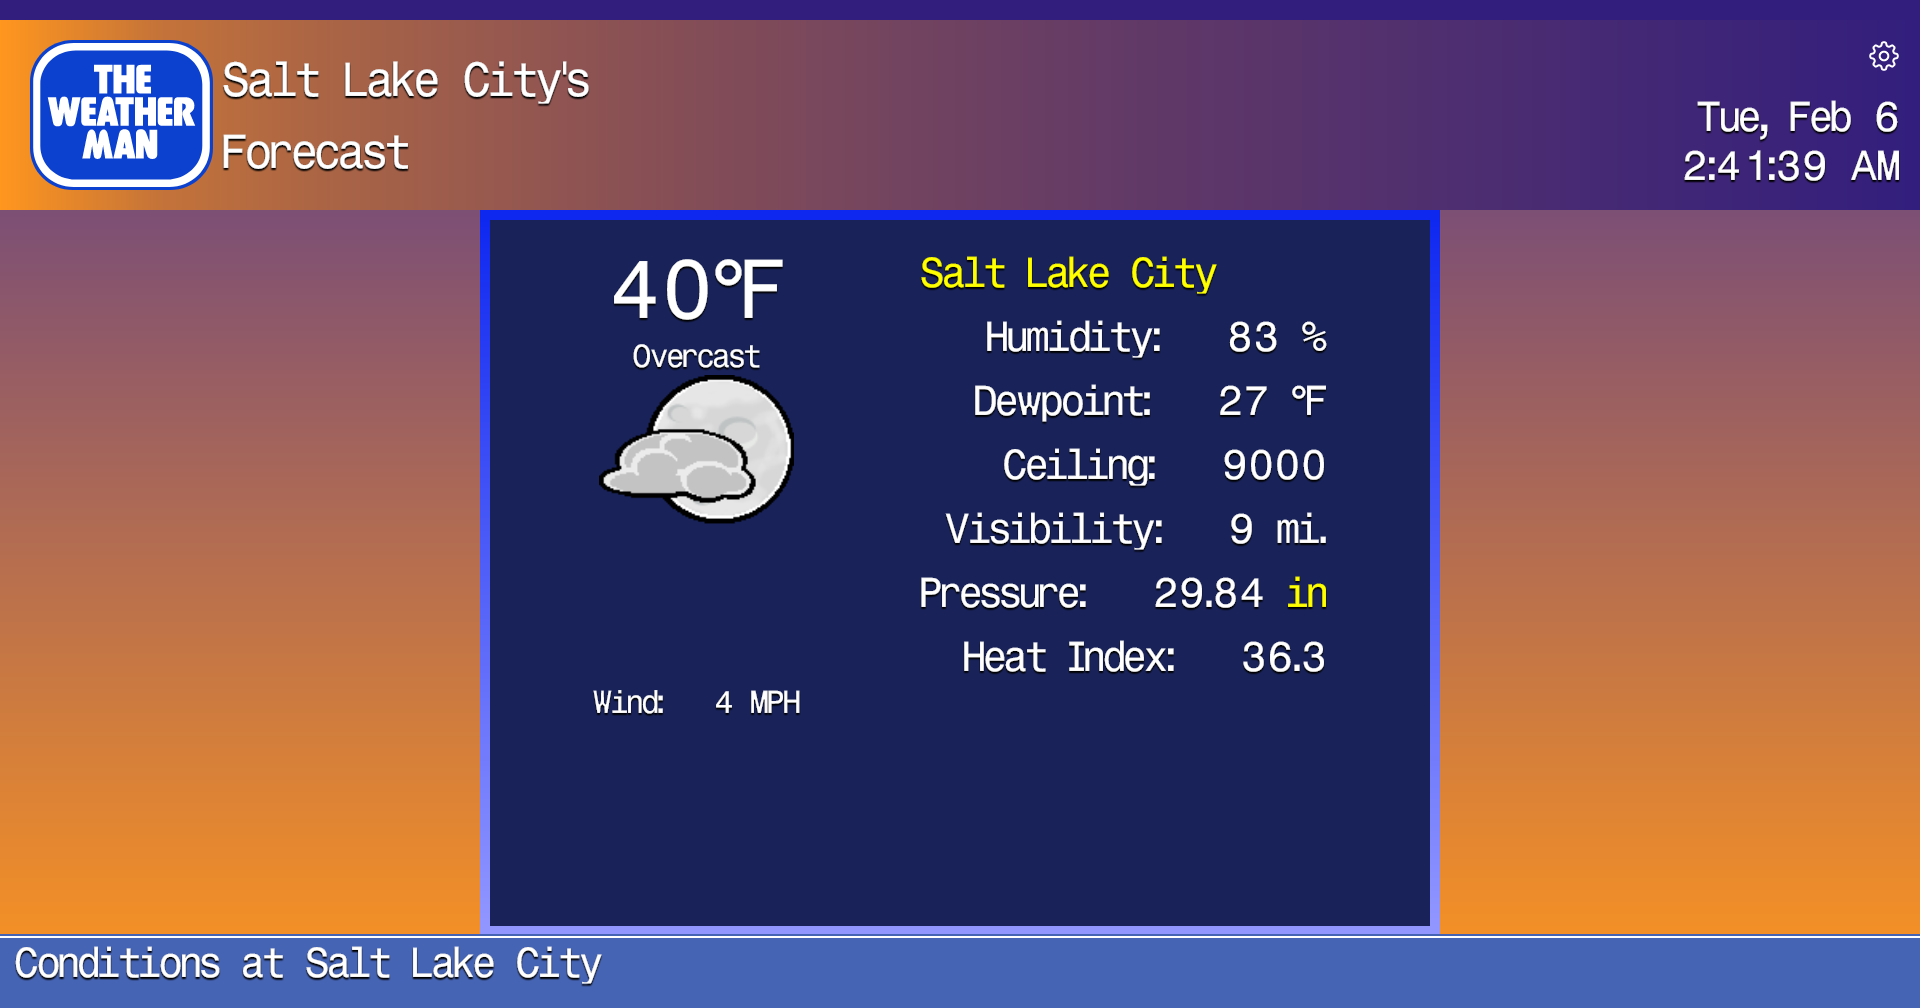 THE
WEATHER
MAN
Salt Lake City's
Forecast
Tue, Feb 6
2:41:39 AM
40°F
Overcast
Wind: 4 MPH
Salt Lake City
Humidity: 83 %
Dewpoint: 27 °F
Ceiling: 9000
Visibility: 9 mi.
Pressure: 29.84 in
Heat Index: 36.3
Conditions at Salt Lake City